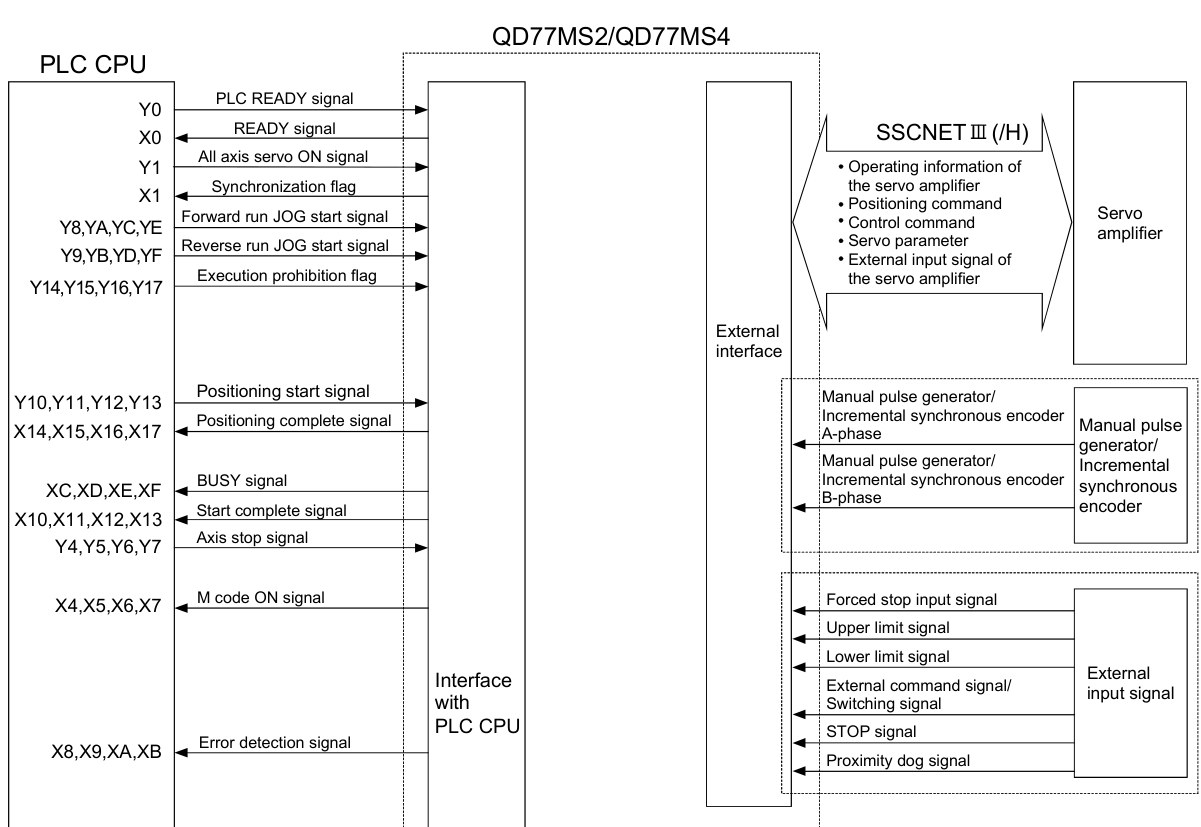 QD77MS2/QD77MS4
PLC CPU
Y0
PLC READY signal
X0
READY signal
Y1
All axis servo ON signal
X1
Synchronization flag
Y8,YA,YC,YE
Forward run JOG start signal
Y9,YB,YD,YF
Reverse run JOG start signal
Y14,Y15,Y16,Y17
Execution prohibition flag
Y10,Y11,Y12,Y13
Positioning start signal
X14,X15,X16,X17
Positioning complete signal
XC,XD,XE,XF
BUSY signal
X10,X11,X12,X13
Start complete signal
Y4,Y5,Y6,Y7
Axis stop signal
X4,X5,X6,X7
M code ON signal
X8,X9,XA,XB
Error detection signal
Interface
with
PLC CPU
External
interface
SSCNETⅢ(/H)
• Operating information of
the servo amplifier
• Positioning command
• Control command
• Servo parameter
• External input signal of
the servo amplifier
Servo
amplifier
Manual pulse generator/
Incremental synchronous encoder
A-phase
Manual pulse generator/
Incremental synchronous encoder
B-phase
Manual pulse
generator/
Incremental
synchronous
encoder
Forced stop input signal
Upper limit signal
Lower limit signal
External command signal/
Switching signal
STOP signal
Proximity dog signal
External
input signal